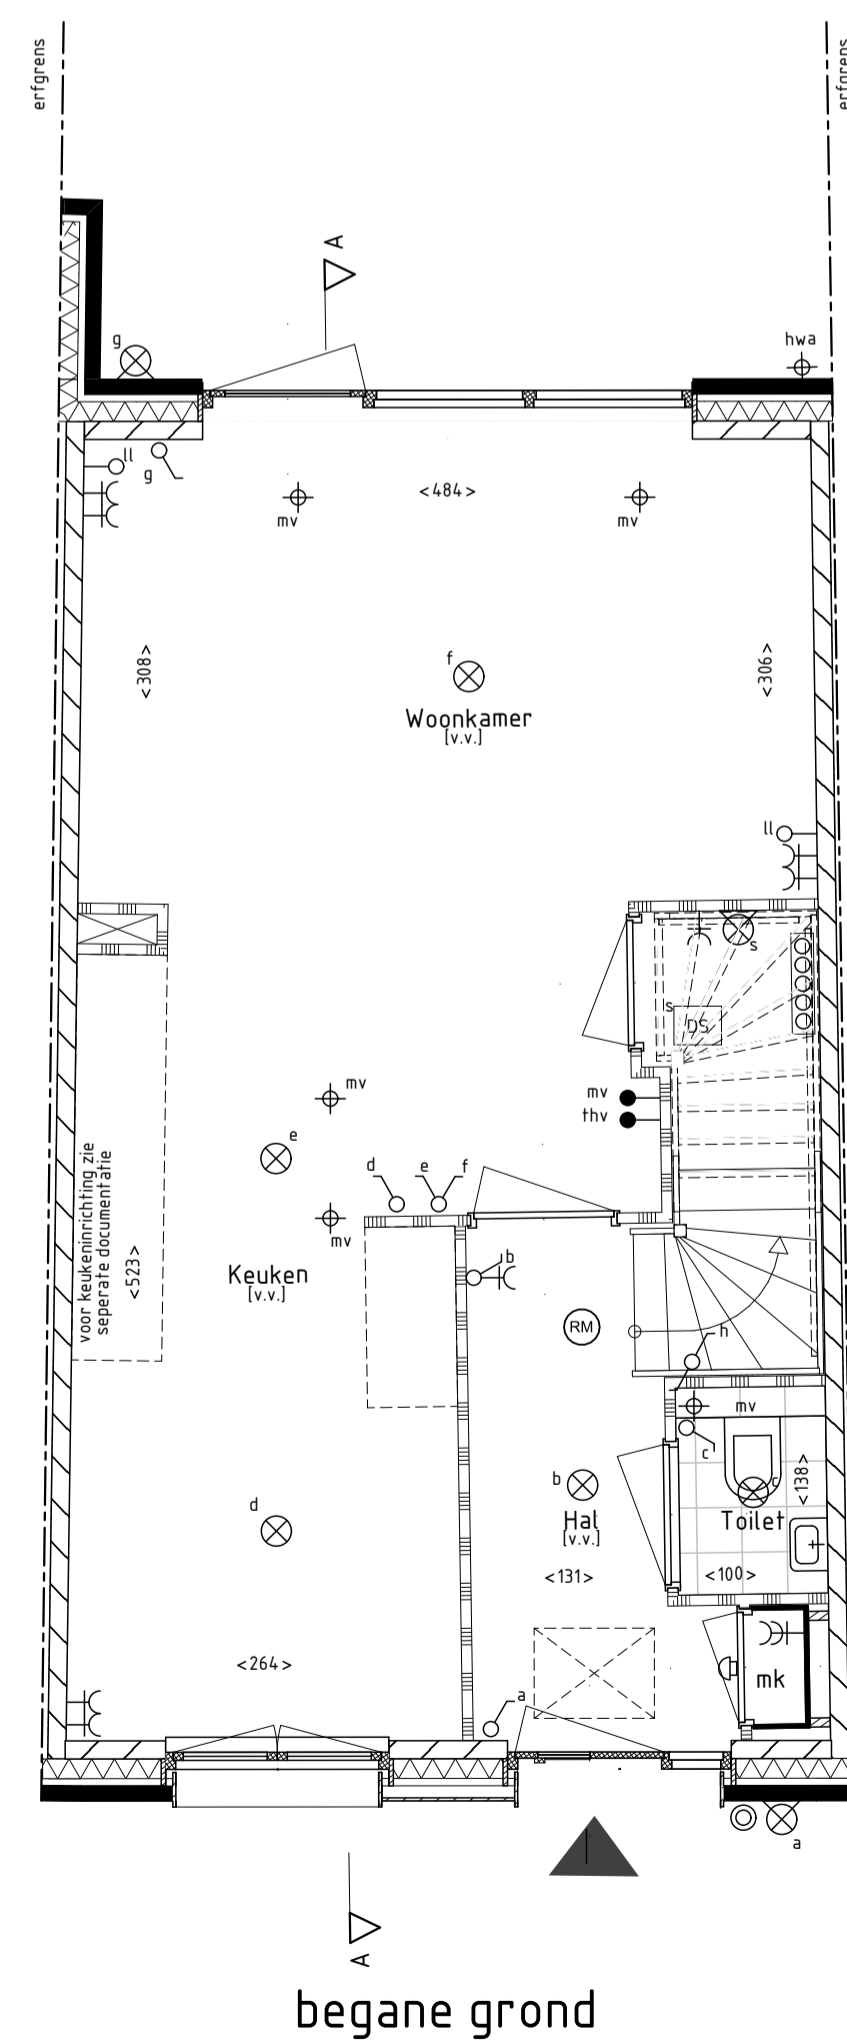 erfgrens
erfgrens
A
g
hwa
ll
g
mv
<484>
mv
<308>
<306>
f
Woonkamer
[v.v.]
ll
s
s
DS
mv
mv
thv
e
d
e
f
mv
voor keukeninrichting zie
seperate documentatie
<523>
Keuken
[v.v.]
b
RM
h
mv
c
c
<138>
b
d
Hal
[v.v.]
Toilet
<131>
<100>
<264>
mk
a
a
A
begane grond